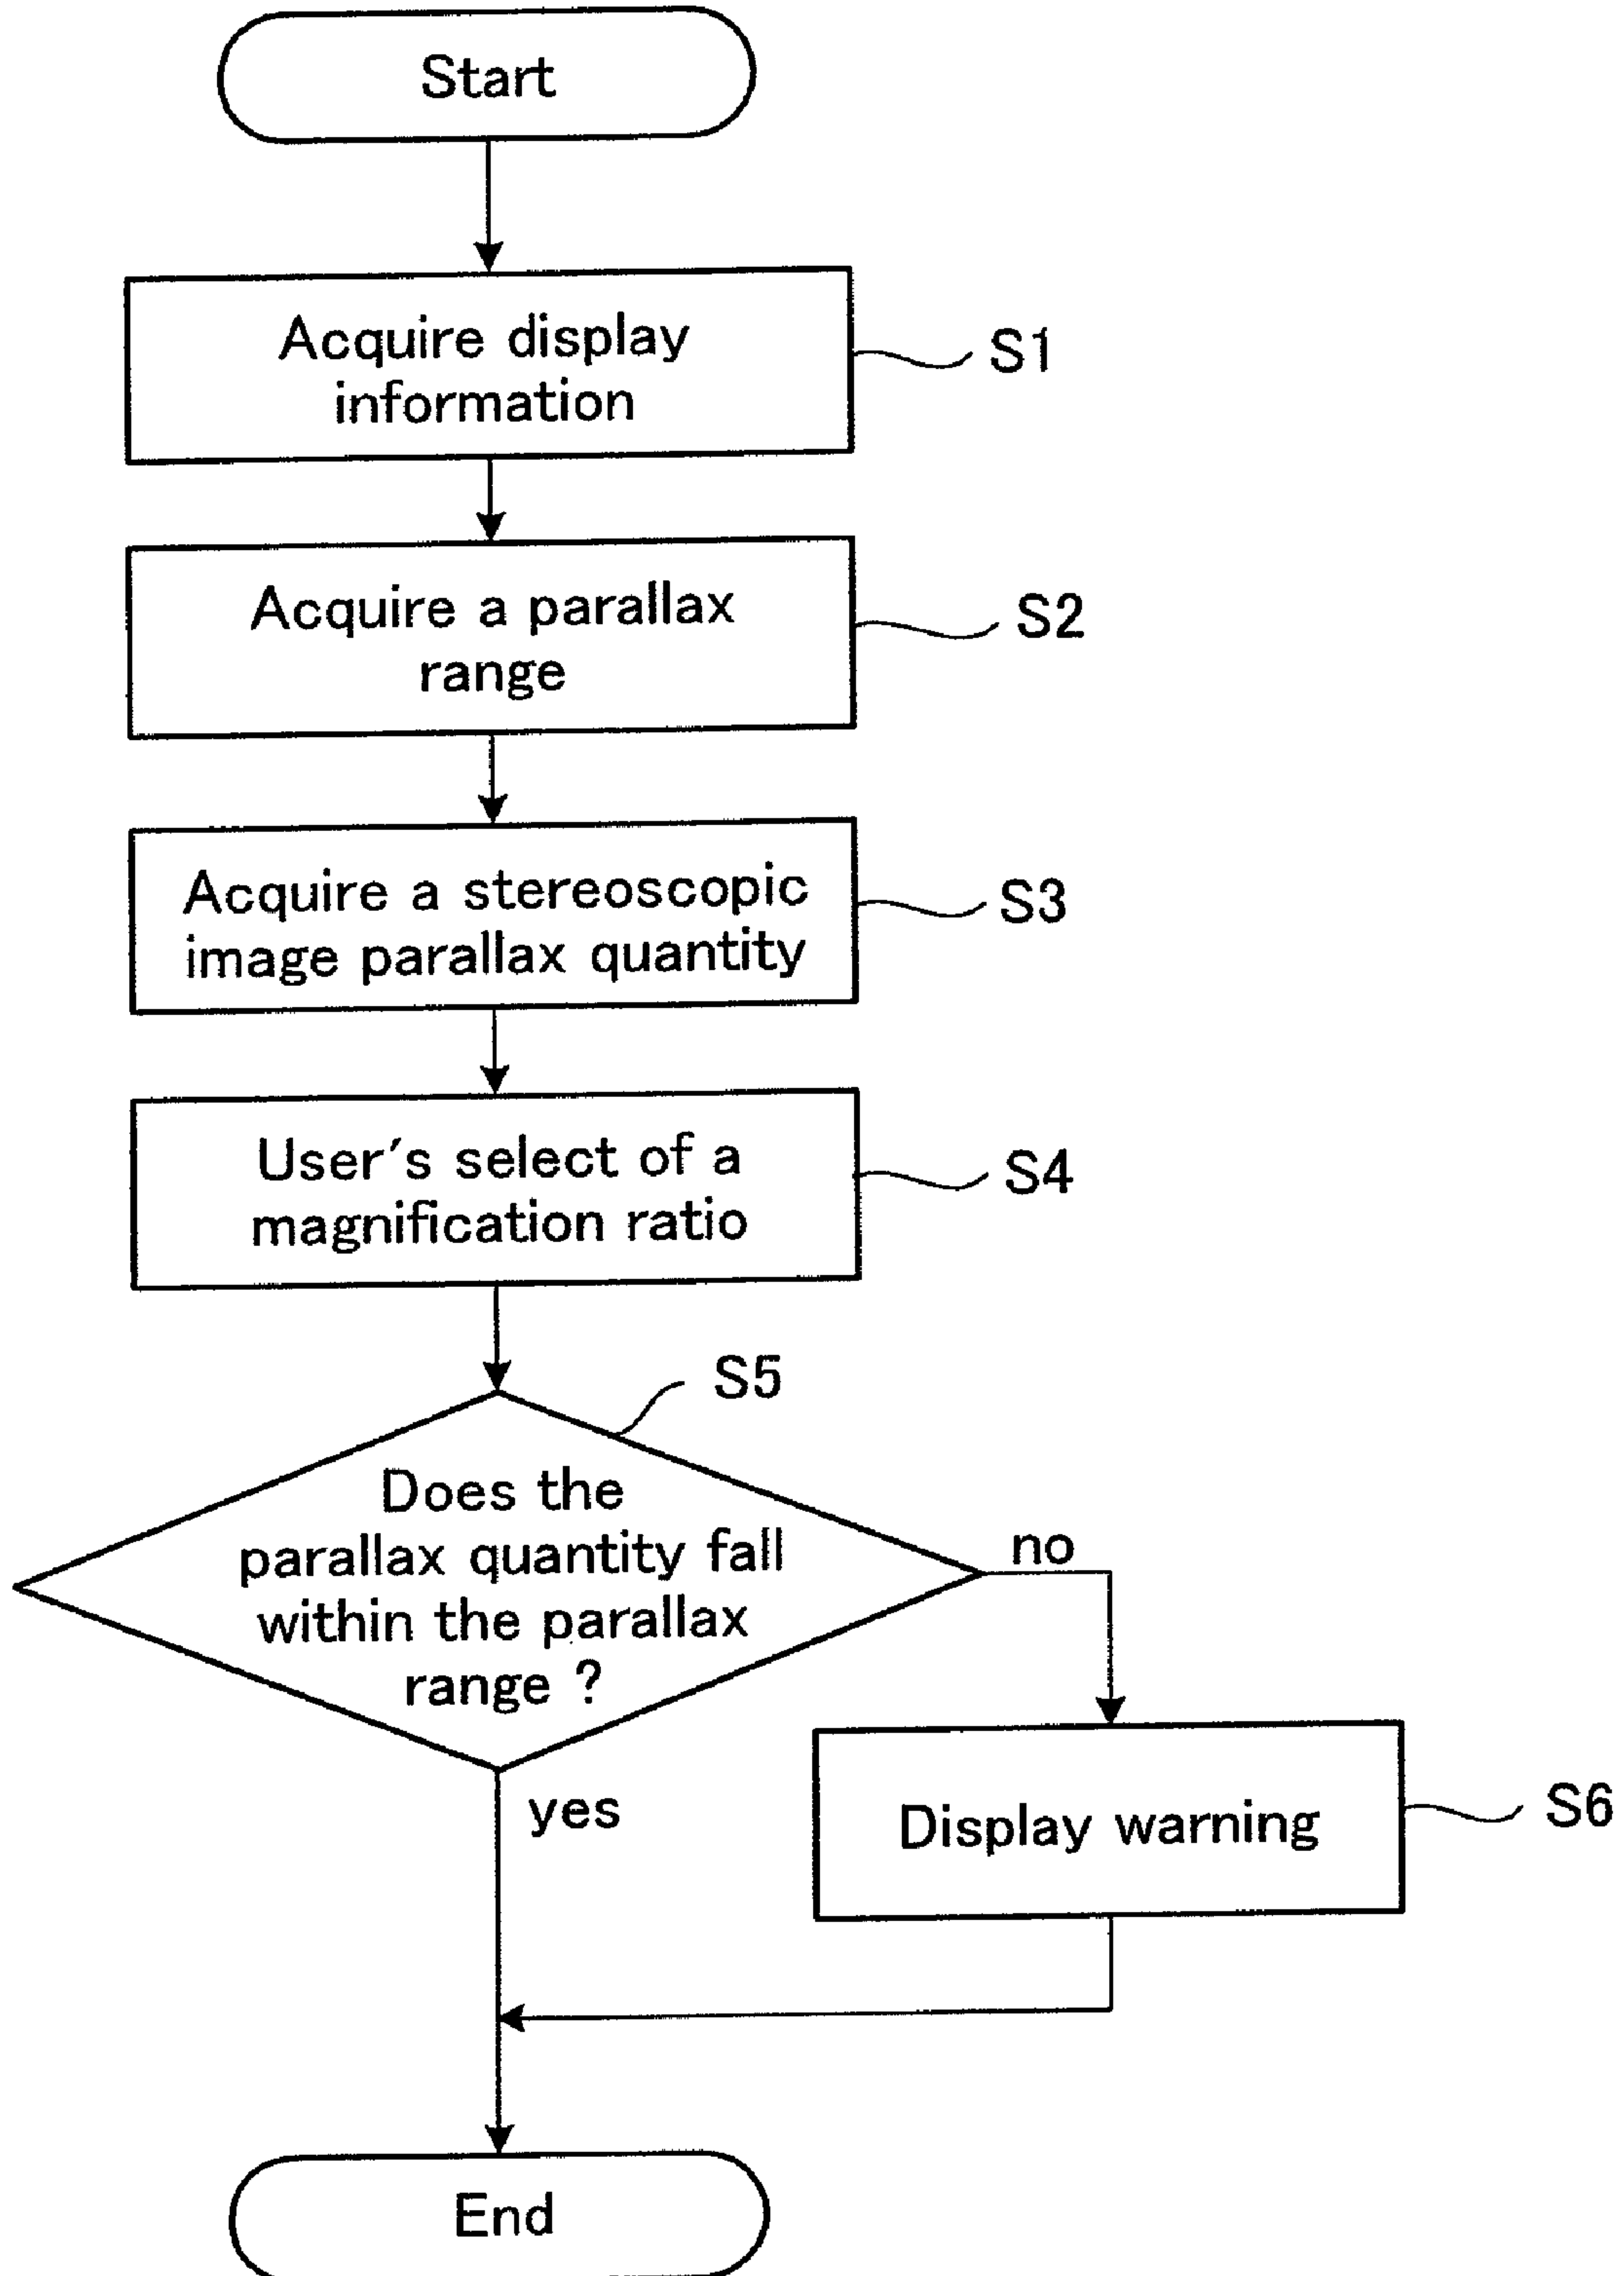 Start
Acquire display
information
S1
Acquire a parallax
range
S2
Acquire a stereoscopic
image parallax quantity
S3
User's select of a
magnification ratio
S4
S5
Does the
parallax quantity fall
within the parallax
range ?
no
yes
Display warning
S6
End